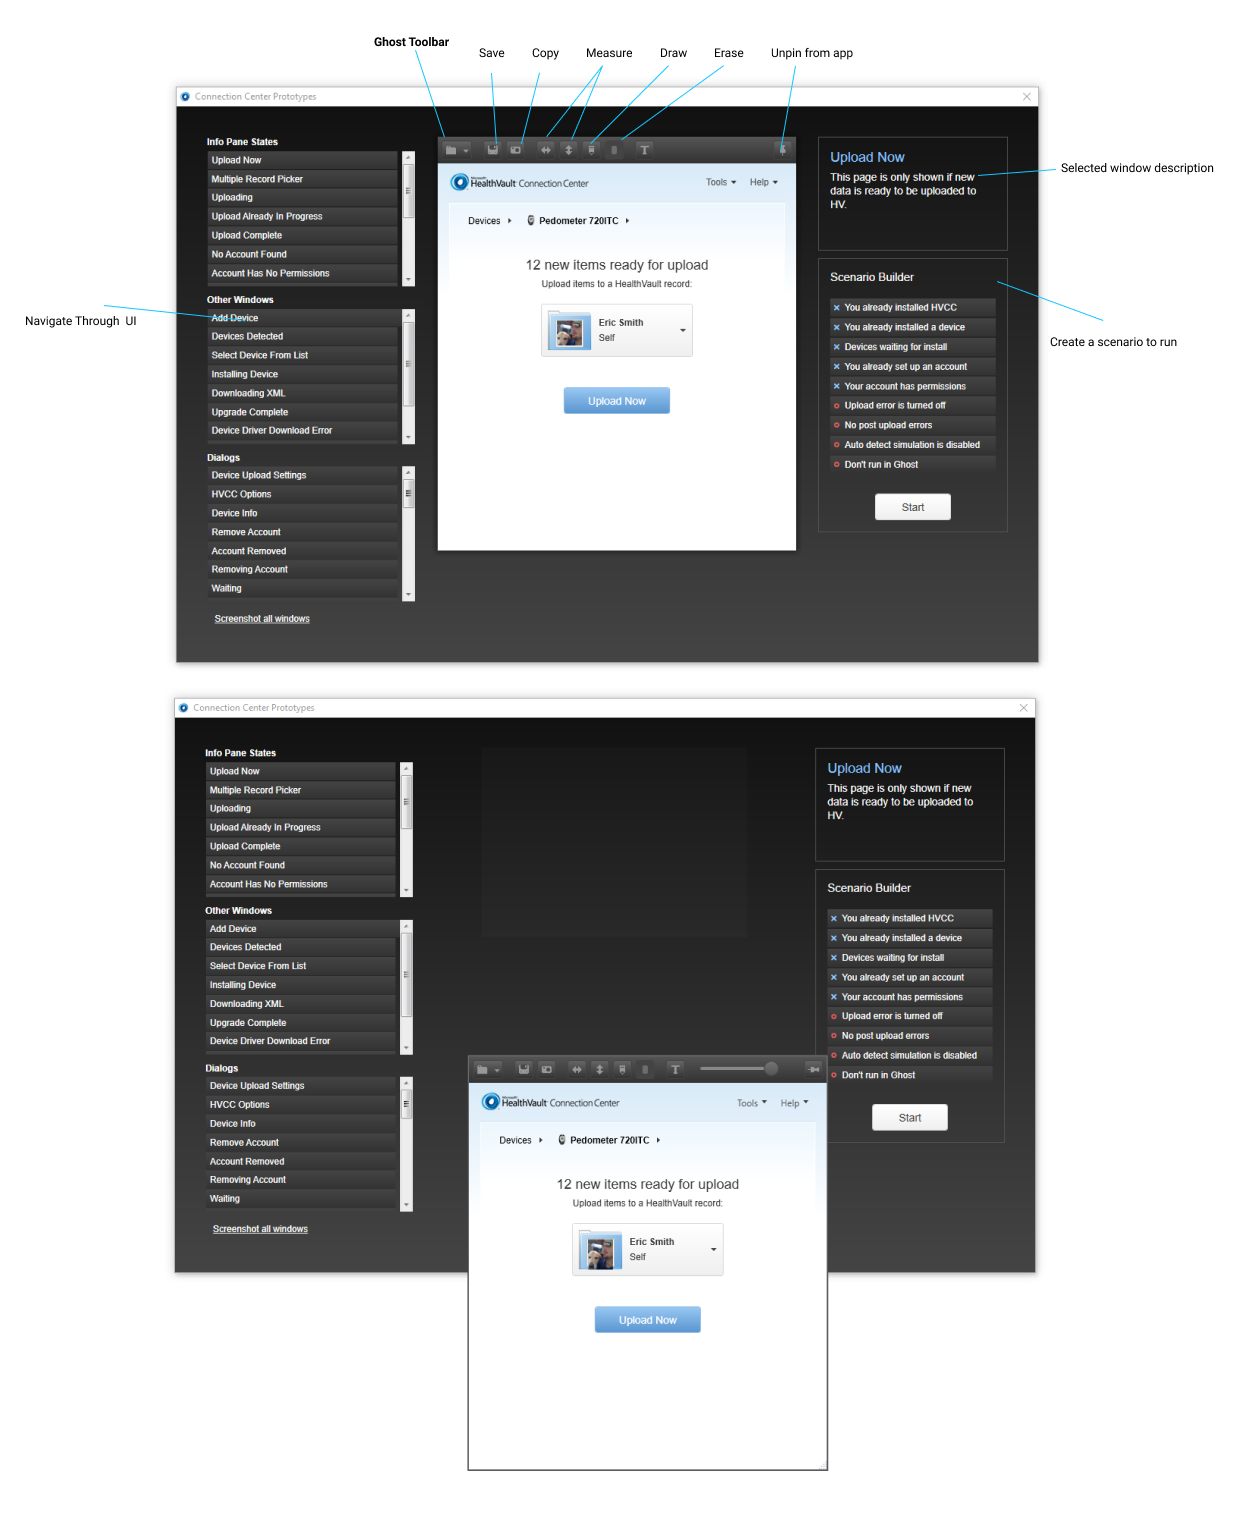 Ghost Toolbar
Save
Copy
Measure
Draw
Erase
Unpin from app
Connection Center Prototypes
Info Pane States
Upload Now
Multiple Record Picker
Uploading
Upload Already In Progress
Upload Complete
No Account Found
Account Has No Permissions
Other Windows
Add Device
Devices Detected
Select Device From List
Installing Device
Downloading XML
Upgrade Complete
Device Driver Download Error
Dialogs
Device Upload Settings
HVCC Options
Device Info
Remove Account
Account Removed
Removing Account
Waiting
Screenshot all windows
Navigate Through UI
T
Microsoft
HealthVault Connection Center
Tools
Help
Devices
Pedometer 720ITC
12 new items ready for upload
Upload items to a HealthVault record:
Eric Smith
Self
Upload Now
Upload Now
This page is only shown if new
data is ready to be uploaded to
HV.
Selected window description
Scenario Builder
You already installed HVCC
You already installed a device
Devices waiting for install
You already set up an account
Your account has permissions
Upload error is turned off
No post upload errors
Auto detect simulation is disabled
Don't run in Ghost
Start
Create a scenario to run
Connection Center Prototypes
Info Pane States
Upload Now
Multiple Record Picker
Uploading
Upload Already In Progress
Upload Complete
No Account Found
Account Has No Permissions
Other Windows
Add Device
Devices Detected
Select Device From List
Installing Device
Downloading XML
Upgrade Complete
Device Driver Download Error
Dialogs
Device Upload Settings
HVCC Options
Device Info
Remove Account
Account Removed
Removing Account
Waiting
Screenshot all windows
Upload Now
This page is only shown if new
data is ready to be uploaded to
HV.
Scenario Builder
You already installed HVCC
You already installed a device
Devices waiting for install
You already set up an account
Your account has permissions
Upload error is turned off
No post upload errors
Auto detect simulation is disabled
Don't run in Ghost
Start
T
Microsoft
HealthVault Connection Center
Tools
Help
Devices
Pedometer 720ITC
12 new items ready for upload
Upload items to a HealthVault record:
Eric Smith
Self
Upload Now